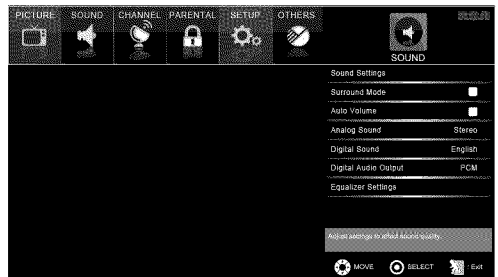 PICTURE SOUND CHANNEL PARENTAL SETUP OTHERS
SOUND
Sound Settings
Surround Mode
Auto Volume
Analog Sound Stereo
Digital Sound English
Digital Audio Output PCM
Equalizer Settings
Adjust settings to affect sound quality.
MOVE SELECT : Exit